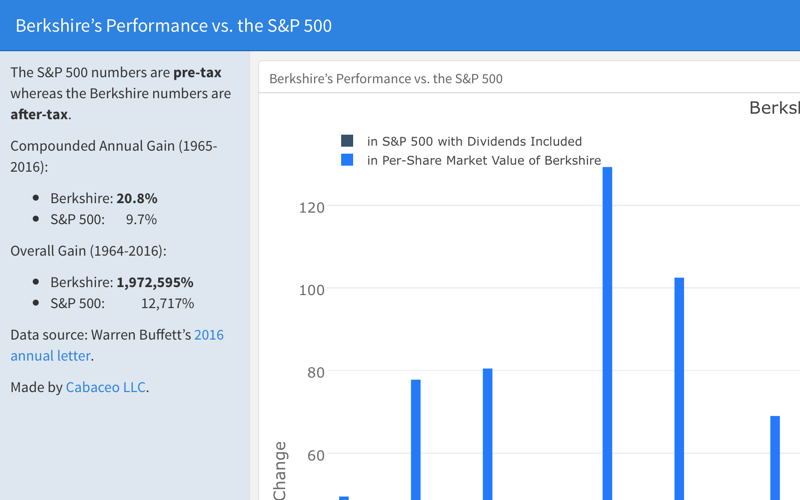 Berkshire's Performance vs. the S&P 500
The S&P 500 numbers are pre-tax
whereas the Berkshire numbers are
after-tax.
Compounded Annual Gain (1965-
2016):
Berkshire: 20.8%
S&P 500: 9.7%
Overall Gain (1964-2016):
Berkshire: 1,972,595%
S&P 500: 12,717%
Data source: Warren Buffett's 2016
annual letter.
Made by Cabaceo LLC.
Berkshire's Performance vs. the S&P 500
in S&P 500 with Dividends Included
in Per-Share Market Value of Berkshire
120
100
80
60
Change